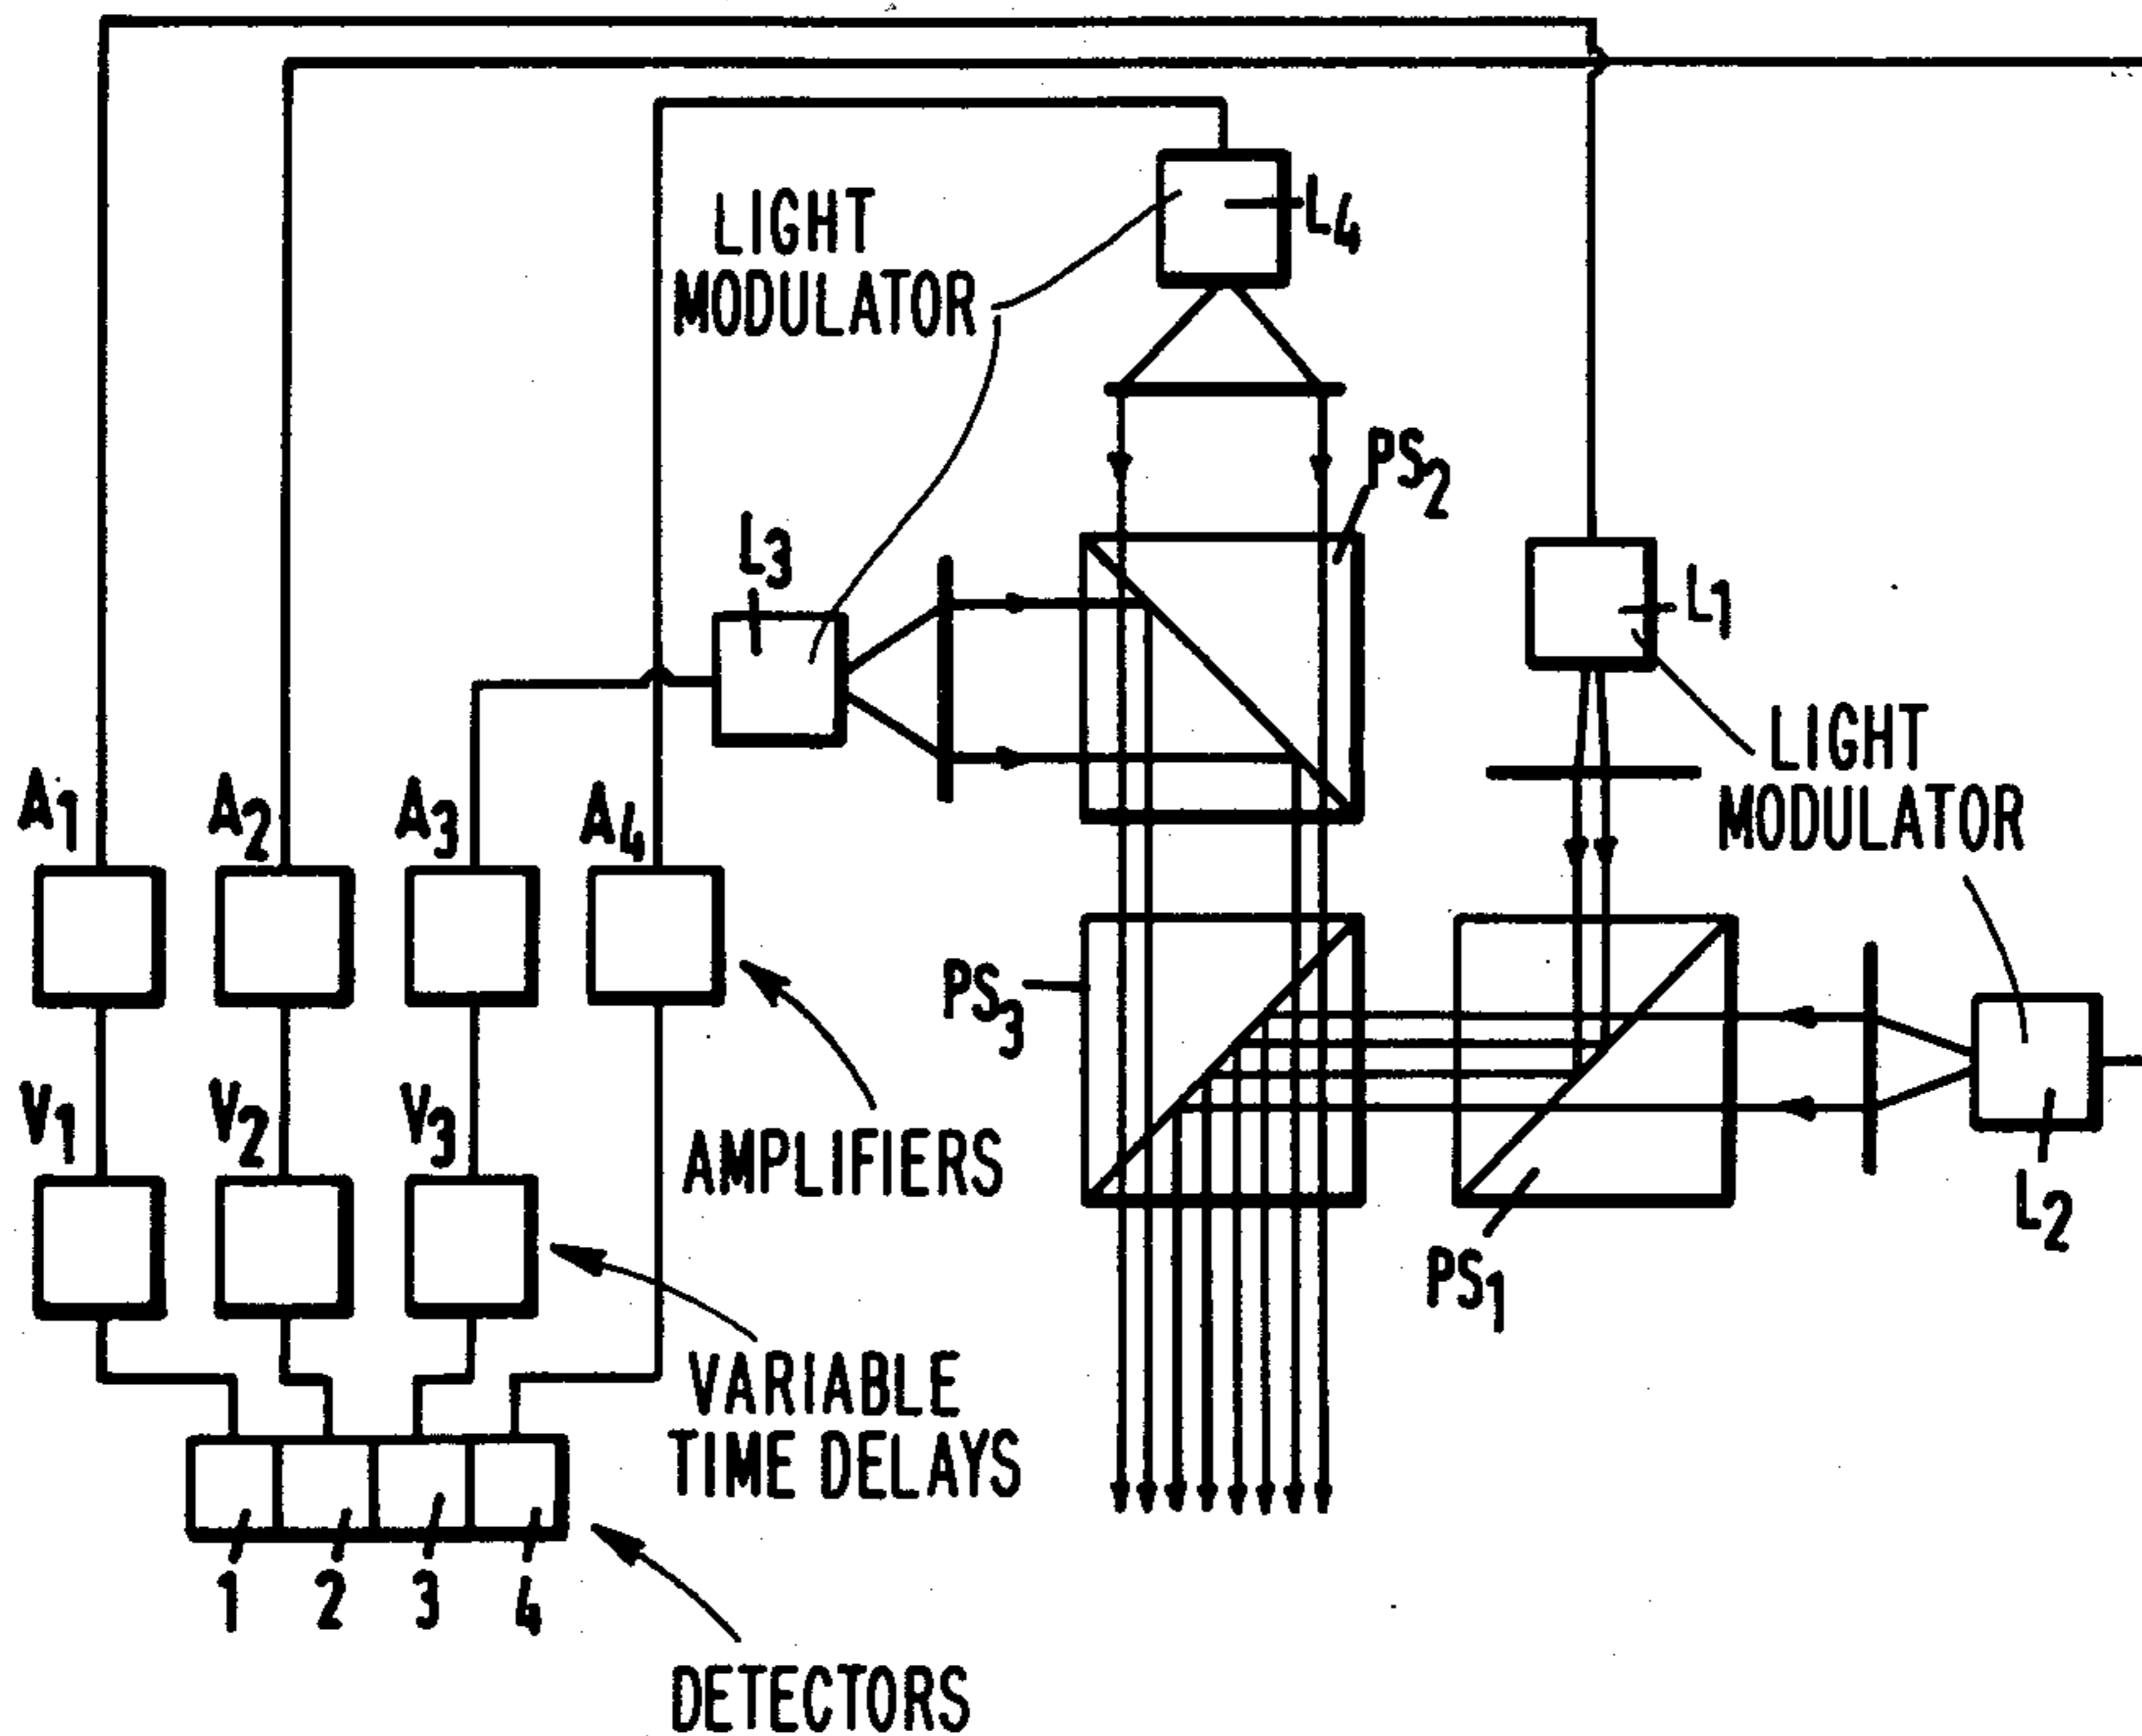 LIGHT
MODULATOR
L4
PS2
L3
L1
LIGHT
MODULATOR
A1 A2 A3 A4
PS3
V1 V2 V3
AMPLIFIERS
L2
PS1
VARIABLE
TIME DELAYS
1 2 3 4
DETECTORS